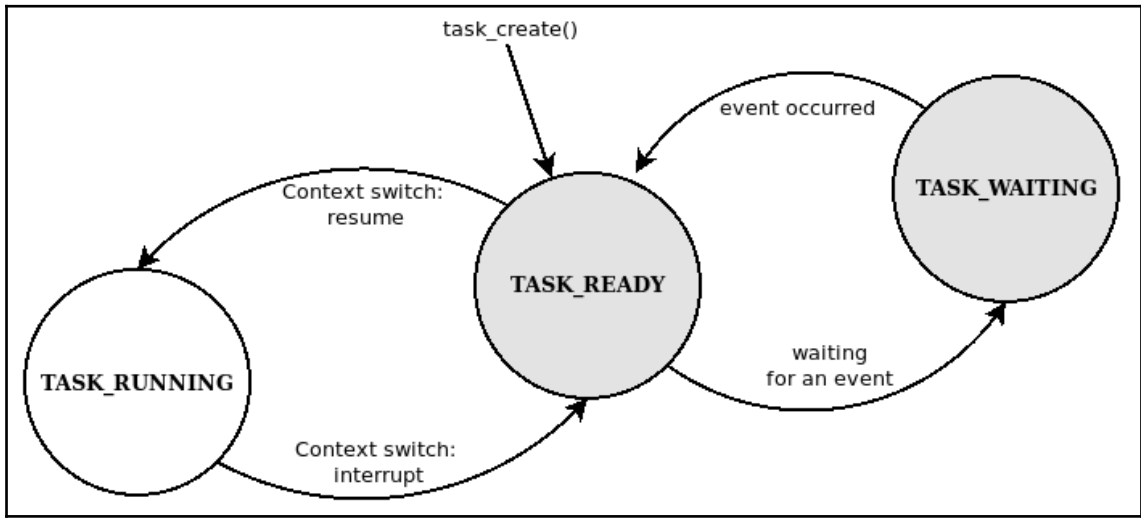 task_create()
event occurred
TASK_WAITING
Context switch:
resume
TASK_READY
waiting
for an event
TASK_RUNNING
Context switch:
interrupt